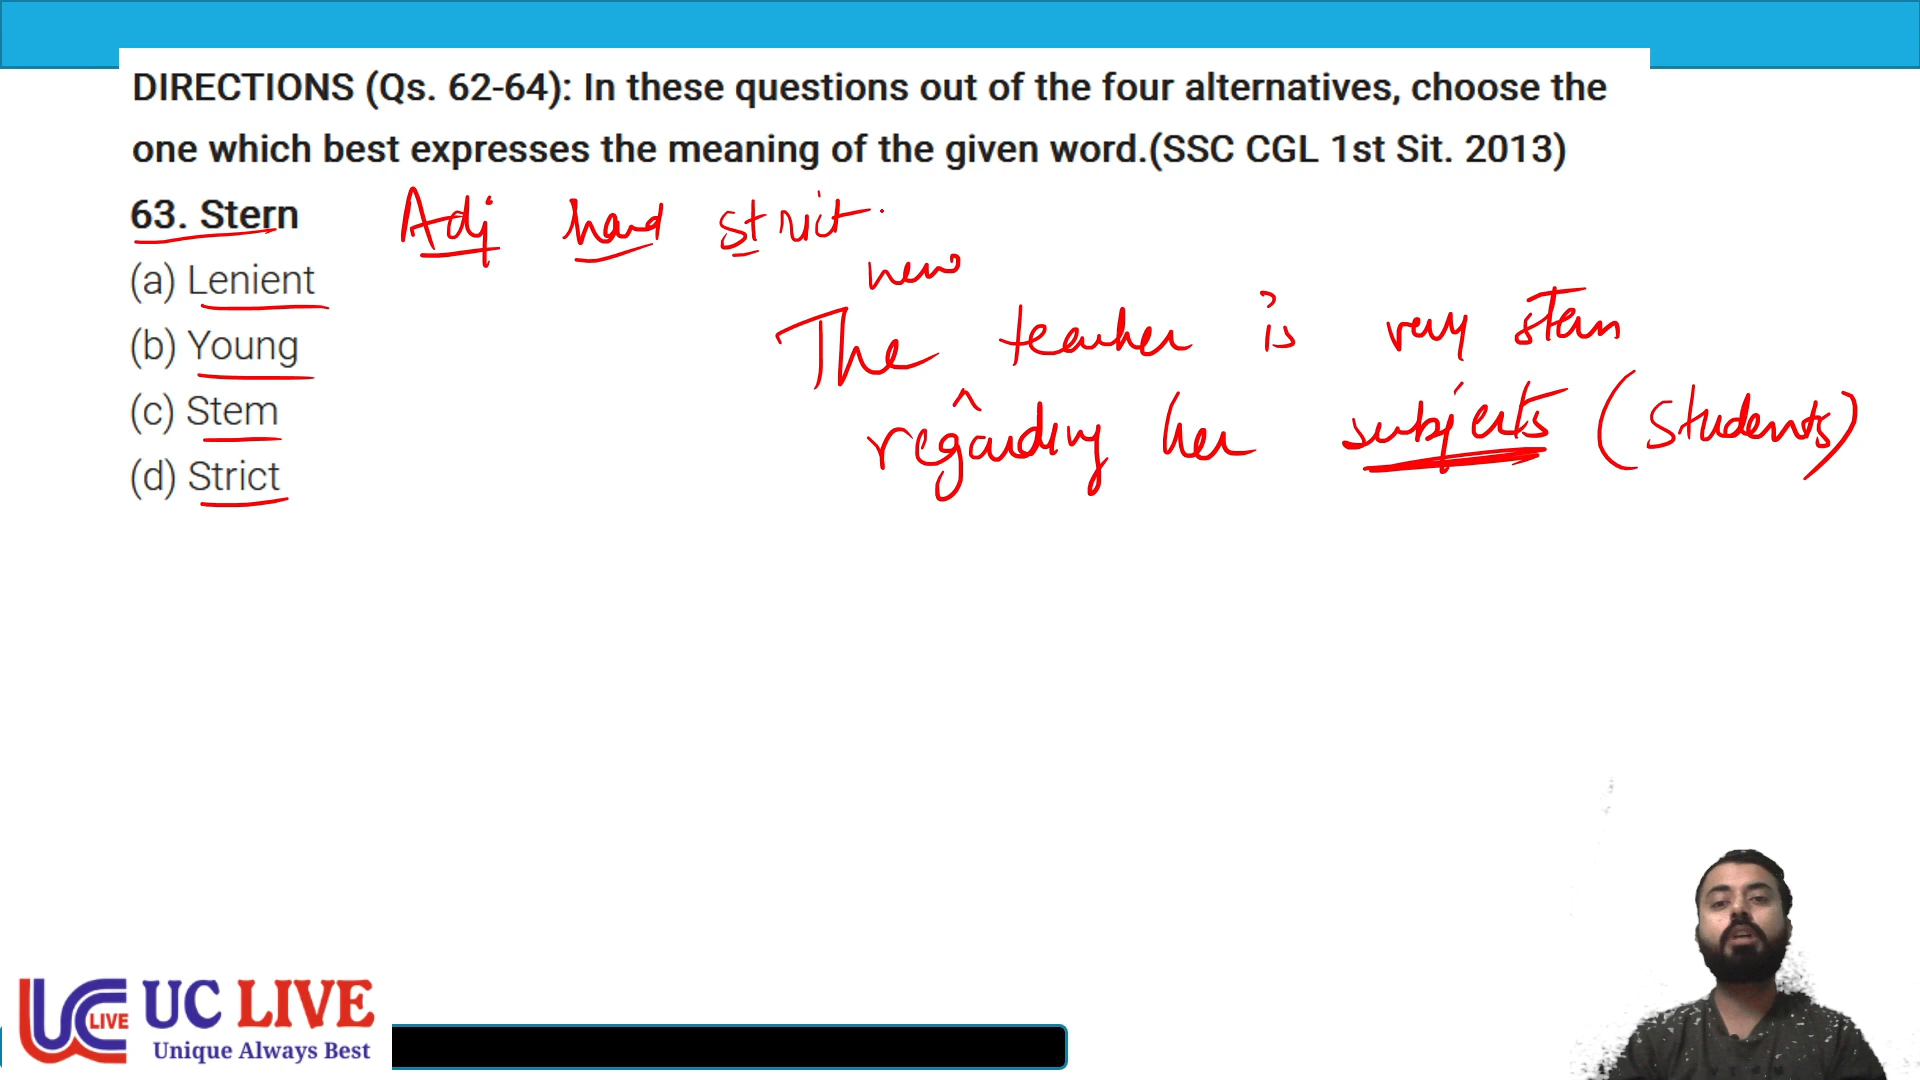 DIRECTIONS (Qs. 62-64): In these questions out of the four alternatives, choose the
one which best expresses the meaning of the given word.(SSC CGL 1st Sit. 2013)
63. Stern Adj hard strict.
(a) Lenient
(b) Young
(c) Stem
(d) Strict
new
The ^ teacher is very stern
regarding her subjects (students)
LIVE UC LIVE
Unique Always Best